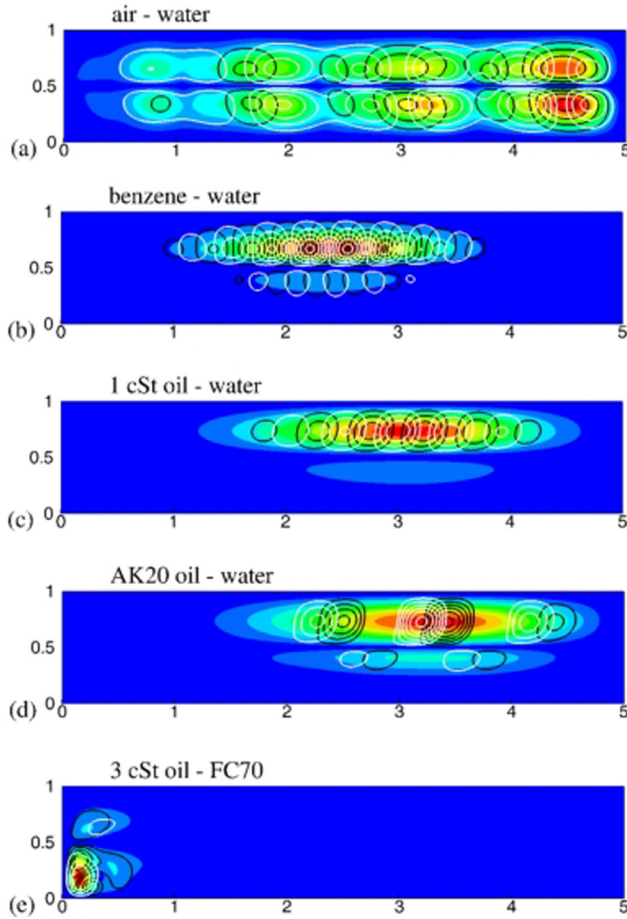 air - water
1
0.5
0
(a)
0 1 2 3 4 5
benzene - water
1
0.5
0
(b)
0 1 2 3 4 5
1 cSt oil - water
1
0.5
0
(c)
0 1 2 3 4 5
AK20 oil - water
1
0.5
0
(d)
0 1 2 3 4 5
3 cSt oil - FC70
1
0.5
0
(e)
0 1 2 3 4 5